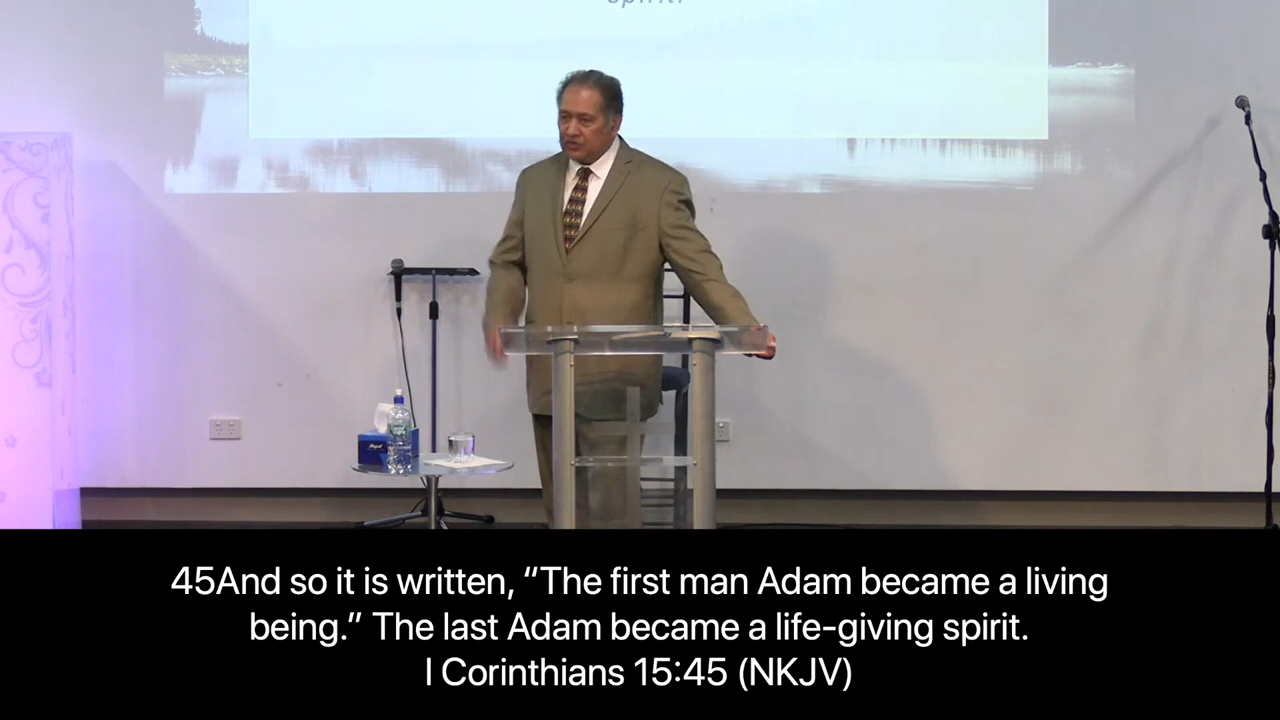 spirit.
45And so it is written, “The first man Adam became a living
being.” The last Adam became a life-giving spirit.
I Corinthians 15:45 (NKJV)